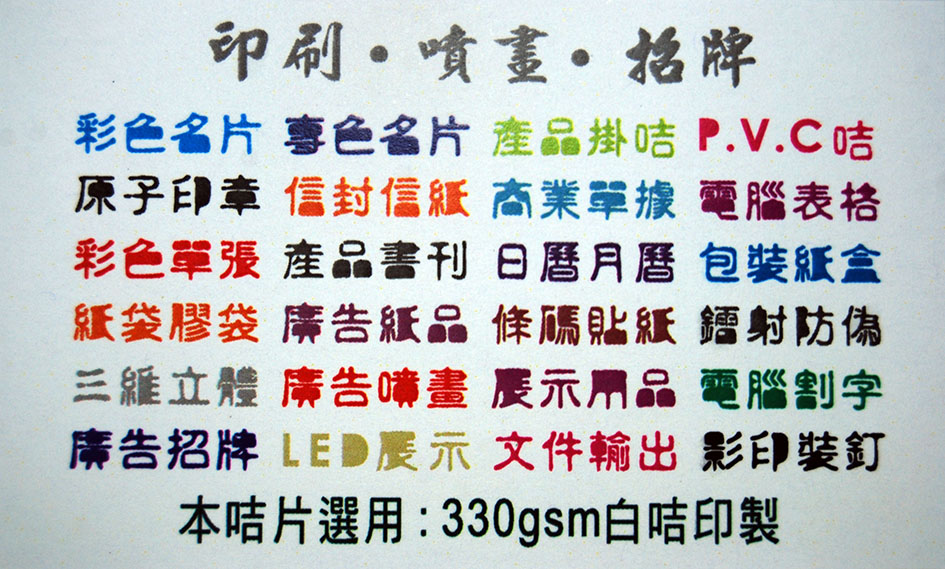 印刷·噴畫·招牌
彩色名片 專色名片 產品掛咭 P.V.C咭
原子印章 信封信紙 商業單據 電腦表格
彩色單張 產品書刊 日曆月曆 包裝紙盒
紙袋膠袋 廣告紙品 條碼貼紙 鐳射防偽
三維立體 廣告噴畫 展示用品 電腦割字
廣告招牌 LED展示 文件輸出 影印裝釘
本咭片選用:330gsm白咭印製